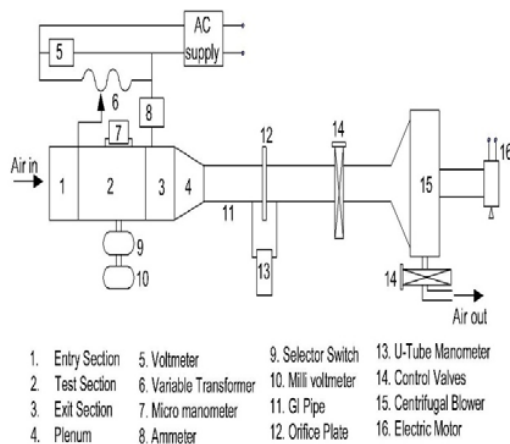 AC
supply
5
6
8
7
12
14
16
Air in
1
2
3
4
11
15
9
10
13
14
Air out
1. Entry Section
2. Test Section
3. Exit Section
4. Plenum
5. Voltmeter
6. Variable Transformer
7. Micro manometer
8. Ammeter
9. Selector Switch
10. Milli voltmeter
11. GI Pipe
12. Orifice Plate
13. U-Tube Manometer
14. Control Valves
15. Centrifugal Blower
16. Electric Motor